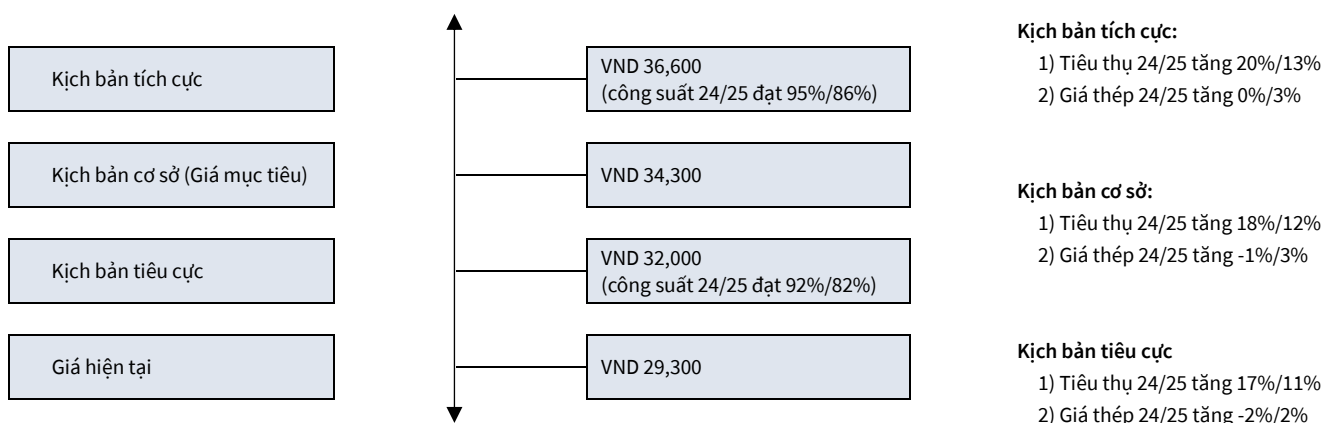 Kịch bản tích cực
Kịch bản cơ sở (Giá mục tiêu)
Kịch bản tiêu cực
Giá hiện tại
VND 36,600
(công suất 24/25 đạt 95%/86%)
VND 34,300
VND 32,000
(công suất 24/25 đạt 92%/82%)
VND 29,300
Kịch bản tích cực:
1) Tiêu thụ 24/25 tăng 20%/13%
2) Giá thép 24/25 tăng 0%/3%
Kịch bản cơ sở:
1) Tiêu thụ 24/25 tăng 18%/12%
2) Giá thép 24/25 tăng -1%/3%
Kịch bản tiêu cực
1) Tiêu thụ 24/25 tăng 17%/11%
2) Giá thép 24/25 tăng -2%/2%